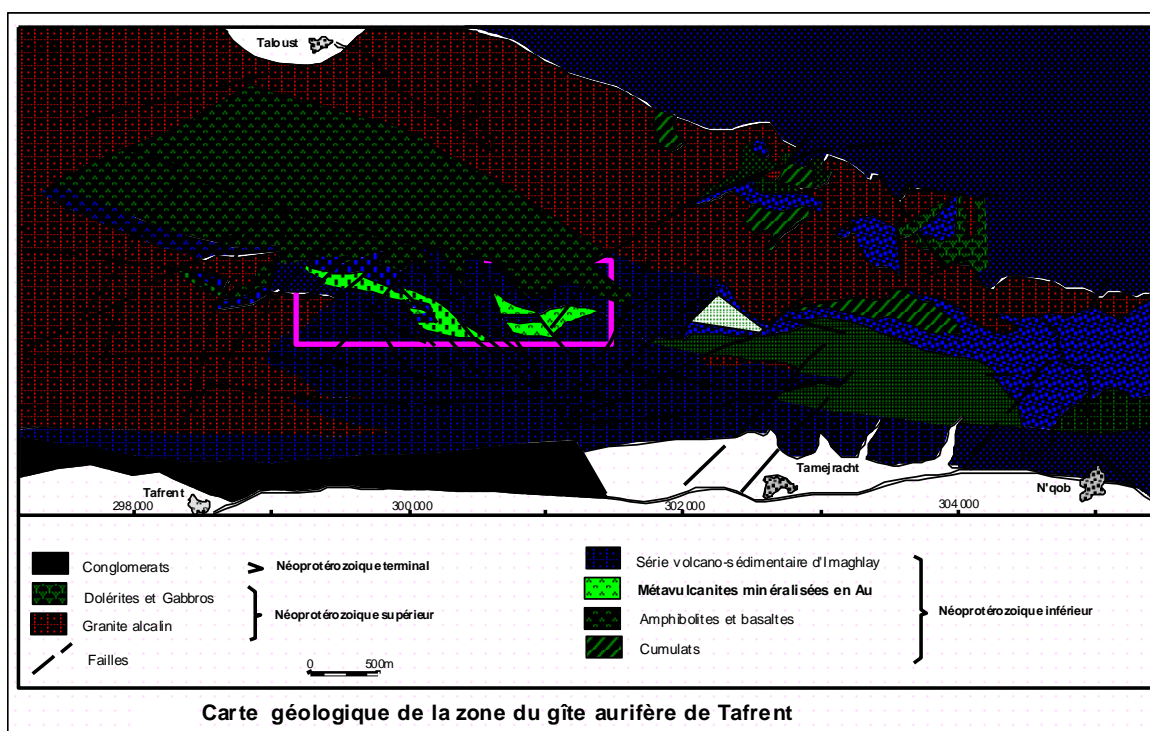 Taloust
Tafrent
Tamejracht
N'qob
298 000
300 000
302 000
304 000
Conglomerats
Néoprotérozoique terminal
Dolérites et Gabbros
Granite alcalin
Néoprotérozoique supérieur
Failles
0 500m
Série volcano-sédimentaire d'Imaghlay
Métavulcanites minéralisées en Au
Amphibolites et basaltes
Cumulats
Néoprotérozoique inférieur
Carte géologique de la zone du gîte aurifère de Tafrent